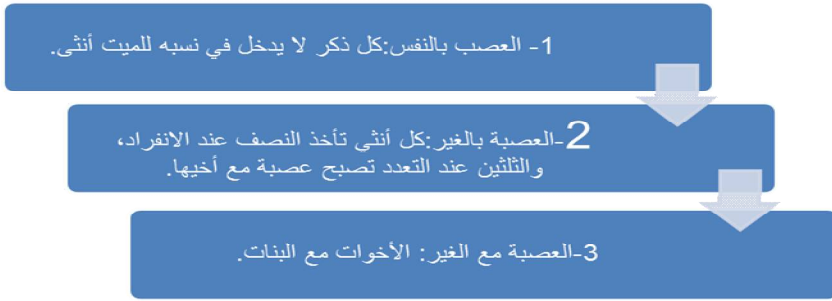 1- العصب بالنفس:كل ذكر لا يدخل في نسبه للميت أنثى.
2-العصبة بالغير:كل أنثى تأخذ النصف عند الانفراد،
والثلثين عند التعدد تصبح عصبة مع أخيها.
3-العصبة مع الغير: الأخوات مع البنات.